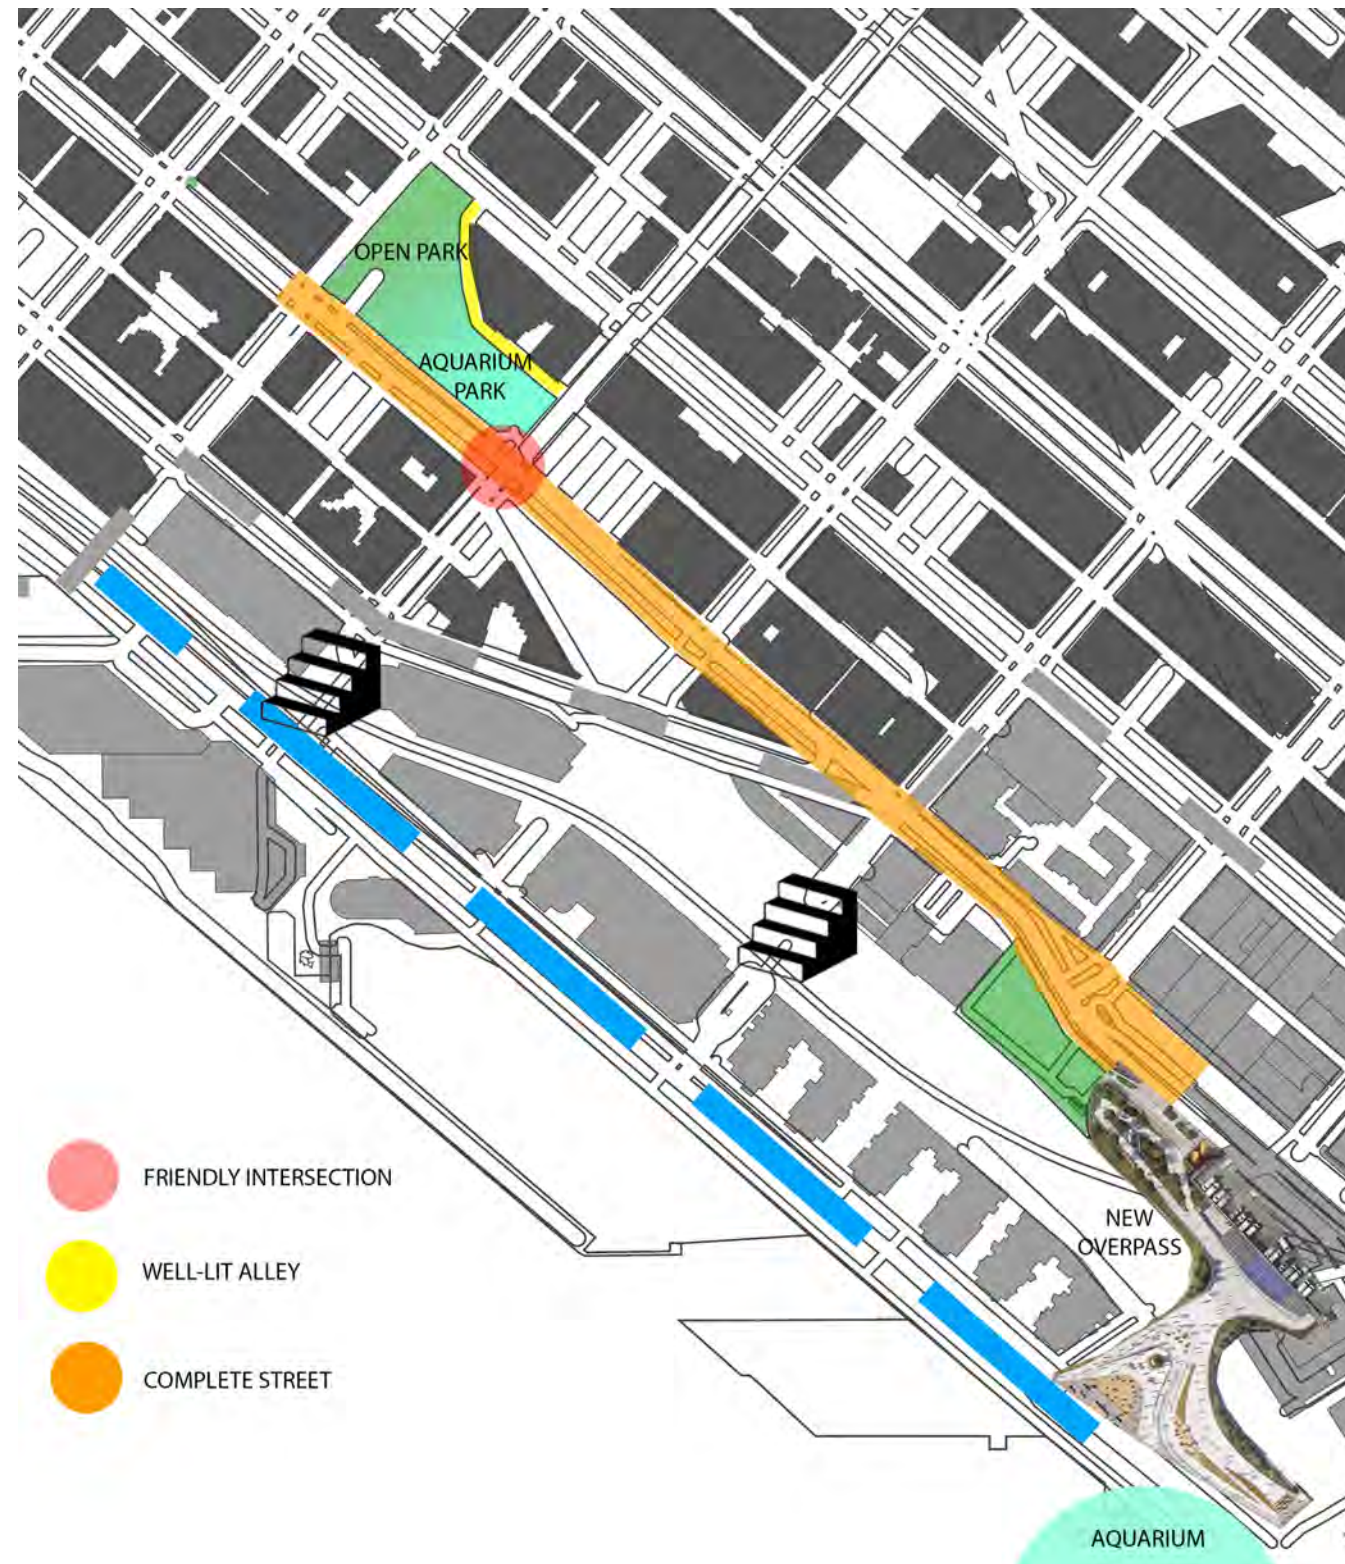 OPEN PARK
AQUARIUM
PARK
FRIENDLY INTERSECTION
WELL-LIT ALLEY
COMPLETE STREET
NEW
OVERPASS
AQUARIUM